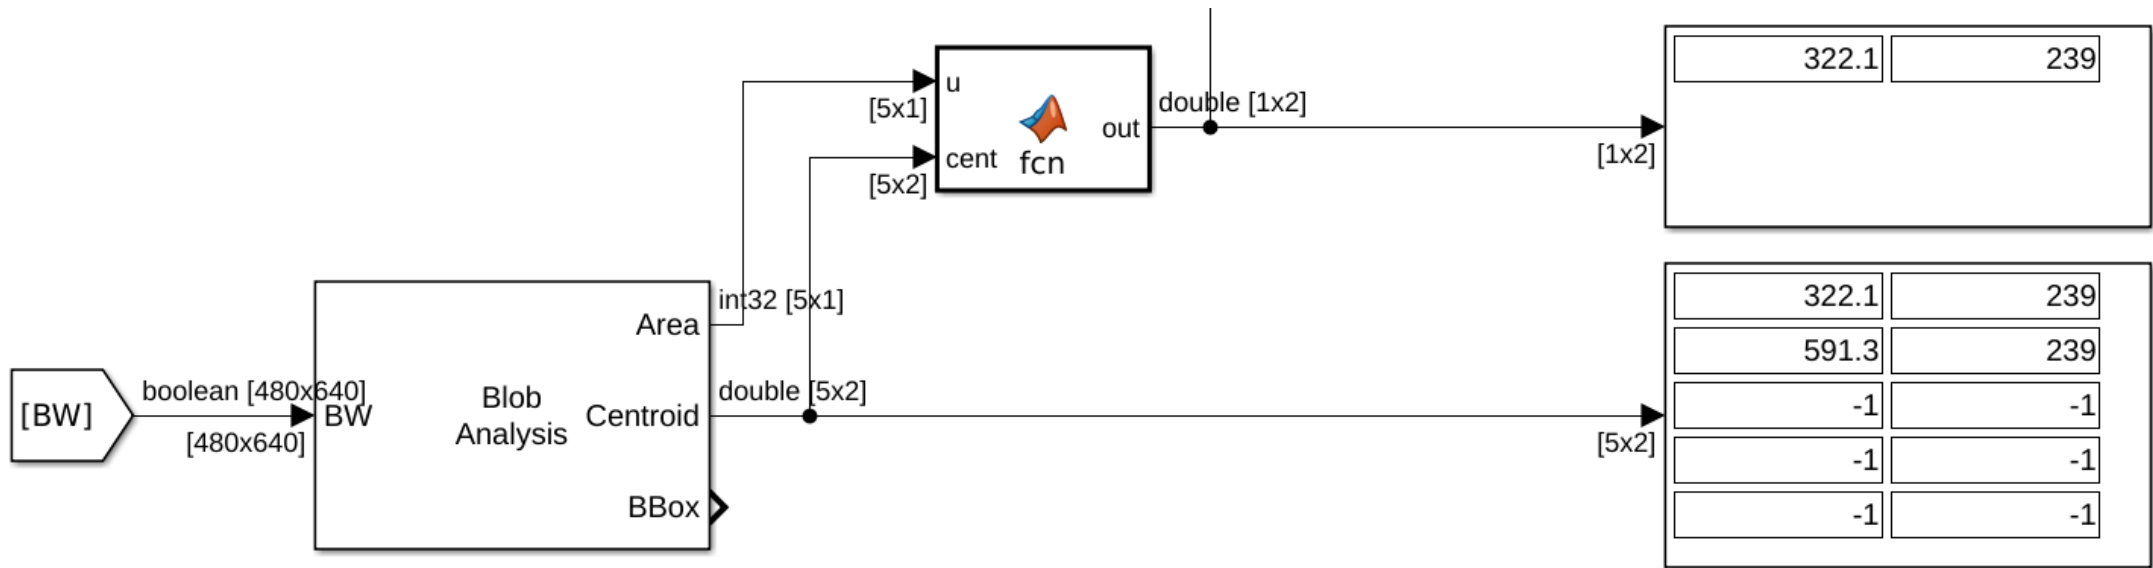 u
[5x1]
cent
[5x2]
out
fcn
double [1x2]
[1x2]
322.1 239
[BW]
boolean [480x640]
[480x640]
BW
Blob
Analysis
Area
Centroid
BBox
int32 [5x1]
double [5x2]
[5x2]
322.1 239
591.3 239
-1 -1
-1 -1
-1 -1